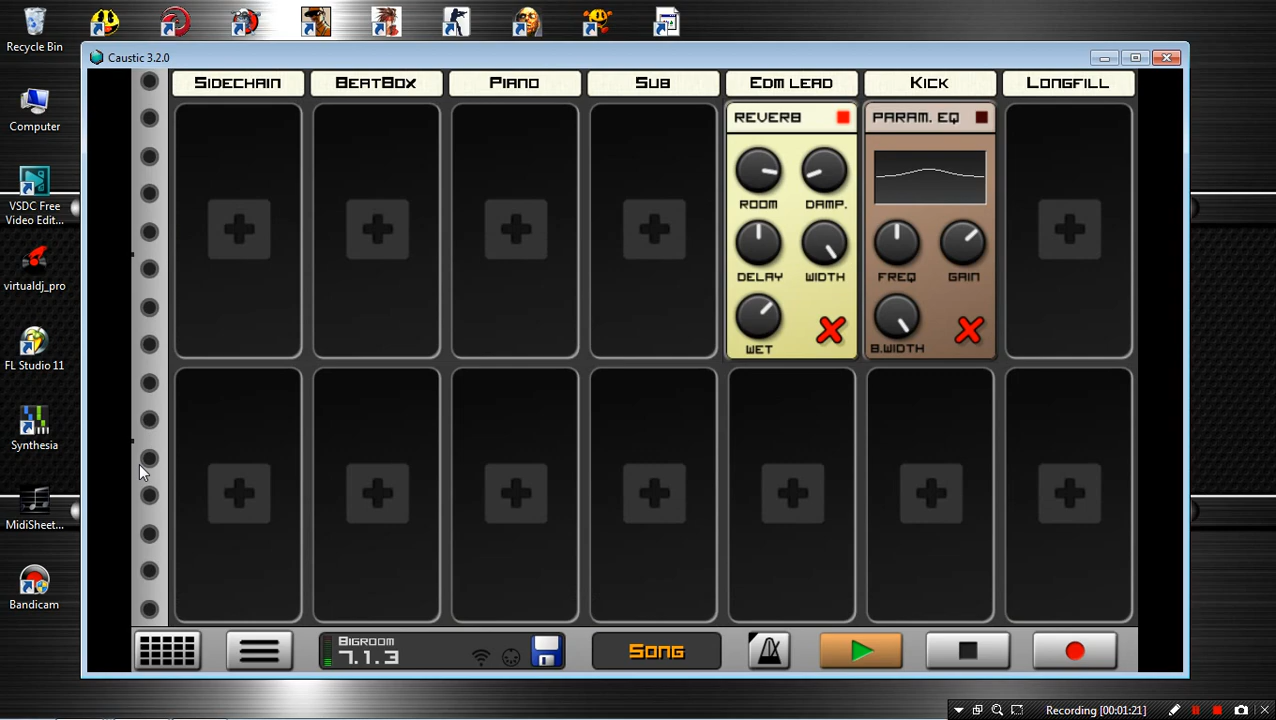 Recycle Bin
Computer
VSDC Free
Video Edit...
virtualdj_pro
FL Studio 11
Synthesia
MidiSheet...
Bandicam
Caustic 3.2.0
SIDECHAIN
BEATBOX
PIANO
SUB
EDM LEAD
KICK
LONGFILL
REVERB
ROOM
DAMP.
DELAY
WIDTH
WET
PARAM. EQ
FREQ
GAIN
B.WIDTH
BIGROOM
7.1.3
SONG
Recording [00:01:21]